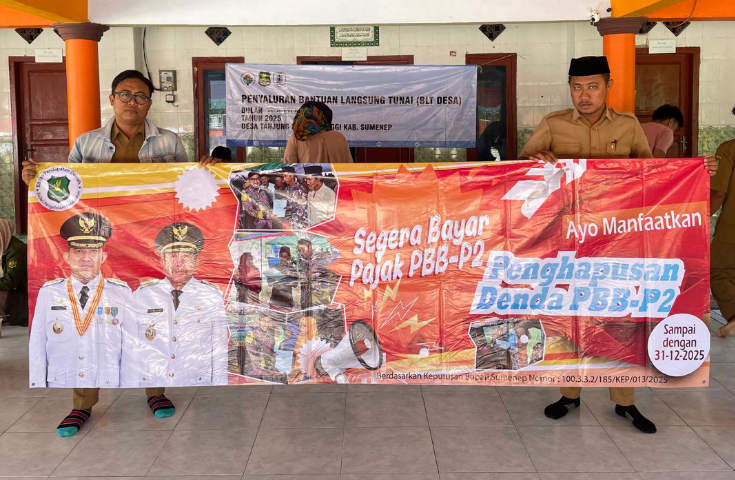 PENYALURAN BANTUAN LANGSUNG TUNAI (BLT DESA)
BULAN
TAHUN 2025
DESA TANJUNG KAB. SUMENEP
Segera Bayar
Pajak PBB-P2
Ayo Manfaatkan
Penghapusan
Denda PBB-P2
Sampai
dengan
31-12-2025
Berdasarkan Keputusan Bupati Sumenep Nomor : 100.3.3.2/185/KEP/013/2025